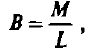 B = M/L ,